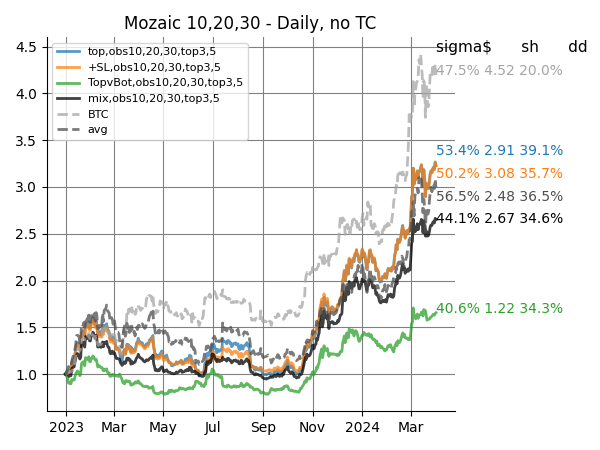 Mozaic 10,20,30 - Daily, no TC
sigma$ sh dd
top,obs10,20,30,top3,5
+SL,obs10,20,30,top3,5
TopvBot,obs10,20,30,top3,5
mix,obs10,20,30,top3,5
BTC
avg
47.5% 4.52 20.0%
53.4% 2.91 39.1%
50.2% 3.08 35.7%
56.5% 2.48 36.5%
44.1% 2.67 34.6%
40.6% 1.22 34.3%
4.5
4.0
3.5
3.0
2.5
2.0
1.5
1.0
2023 Mar May Jul Sep Nov 2024 Mar